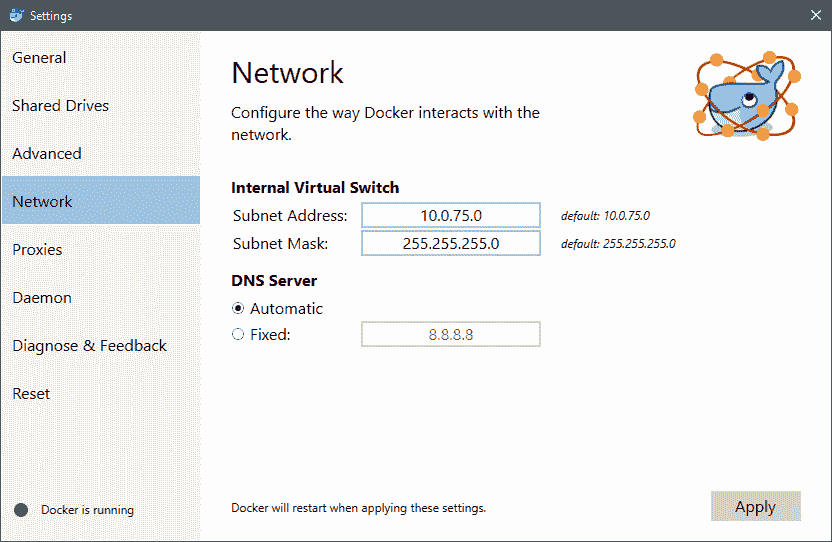 Settings
General
Shared Drives
Advanced
Network
Proxies
Daemon
Diagnose & Feedback
Reset
Docker is running
Network
Configure the way Docker interacts with the
network.
Internal Virtual Switch
Subnet Address: 10.0.75.0 default: 10.0.75.0
Subnet Mask: 255.255.255.0 default: 255.255.255.0
DNS Server
Automatic
Fixed: 8.8.8.8
Docker will restart when applying these settings.
Apply